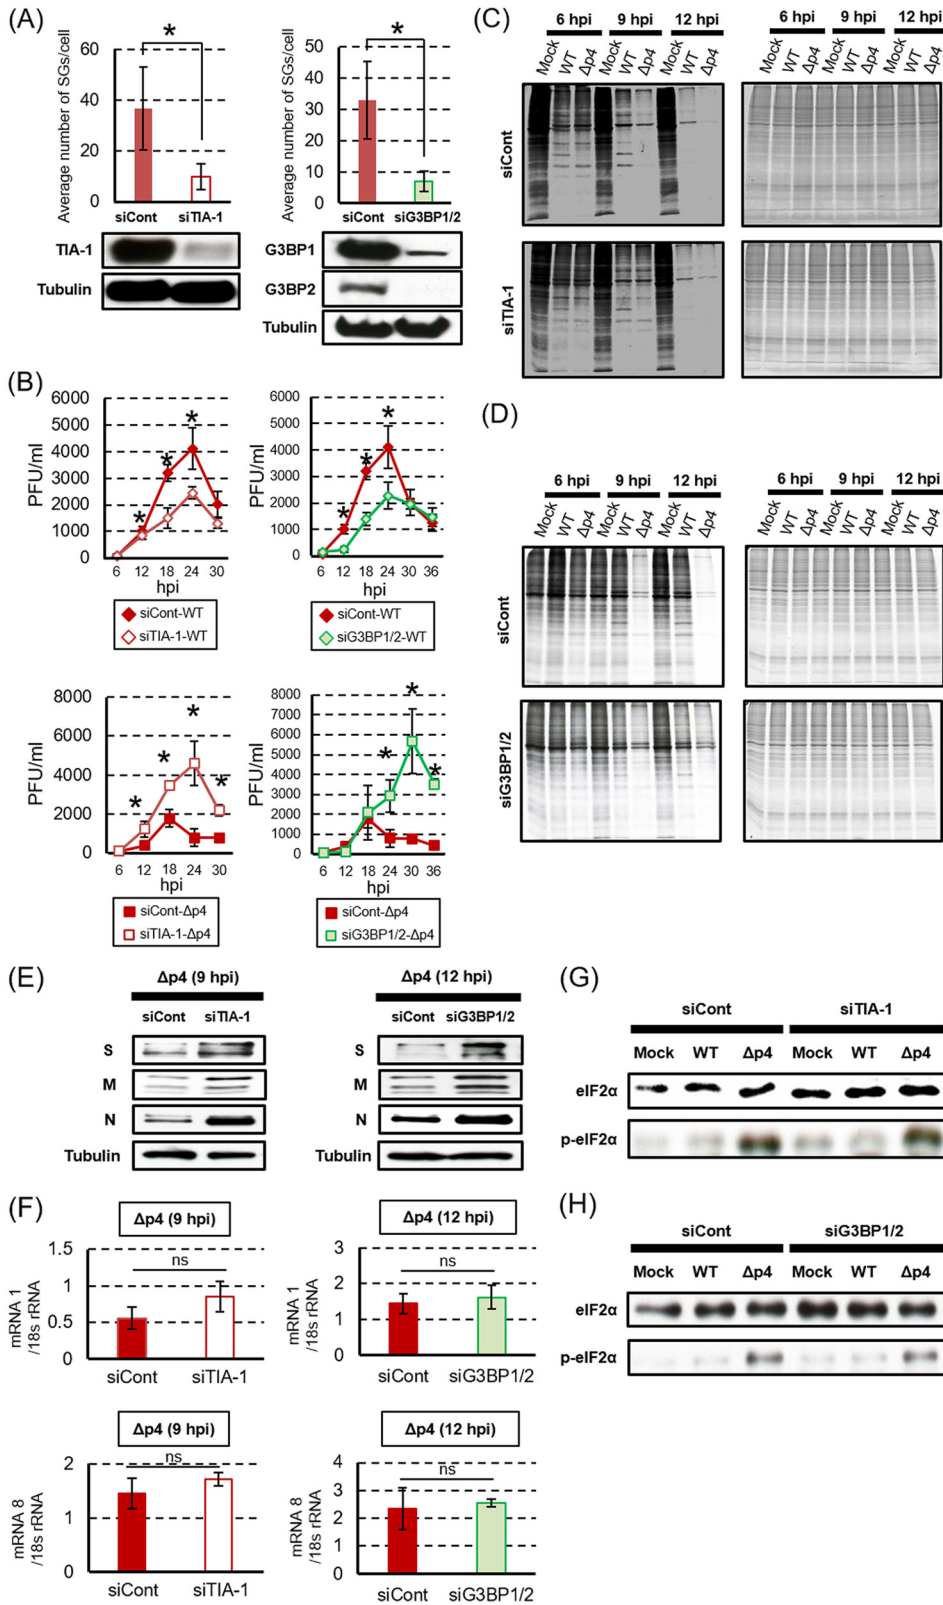 (A)
*
Average number of SGs/cell
60
40
20
0
siCont siTIA-1
TIA-1
Tubulin
*
Average number of SGs/cell
50
40
30
20
10
0
siCont siG3BP1/2
G3BP1
G3BP2
Tubulin
(B)
PFU/ml
6000
5000
4000
3000
2000
1000
0
* * *
6 12 18 24 30
hpi
siCont-WT
siTIA-1-WT
PFU/ml
6000
5000
4000
3000
2000
1000
0
* * *
6 12 18 24 30 36
hpi
siCont-WT
siG3BP1/2-WT
PFU/ml
8000
6000
4000
2000
0
* * * *
6 12 18 24 30
hpi
siCont-Δp4
siTIA-1-Δp4
PFU/ml
8000
7000
6000
5000
4000
3000
2000
1000
0
* * *
6 12 18 24 30 36
hpi
siCont-Δp4
siG3BP1/2-Δp4
(C)
6 hpi 9 hpi 12 hpi
Mock WT Δp4 Mock WT Δp4 Mock WT Δp4
6 hpi 9 hpi 12 hpi
Mock WT Δp4 Mock WT Δp4 Mock WT Δp4
siCont
siTIA-1
(D)
6 hpi 9 hpi 12 hpi
Mock WT Δp4 Mock WT Δp4 Mock WT Δp4
6 hpi 9 hpi 12 hpi
Mock WT Δp4 Mock WT Δp4 Mock WT Δp4
siCont
siG3BP1/2
(E)
Δp4 (9 hpi)
siCont siTIA-1
S
M
N
Tubulin
Δp4 (12 hpi)
siCont siG3BP1/2
S
M
N
Tubulin
(F)
Δp4 (9 hpi)
mRNA 1
/18s rRNA
1.5
1
0.5
0
ns
siCont siTIA-1
Δp4 (12 hpi)
mRNA 1
/18s rRNA
3
2
1
0
ns
siCont siG3BP1/2
Δp4 (9 hpi)
mRNA 8
/18s rRNA
2
1
0
ns
siCont siTIA-1
Δp4 (12 hpi)
mRNA 8
/18s rRNA
4
3
2
1
0
ns
siCont siG3BP1/2
(G)
siCont siTIA-1
Mock WT Δp4 Mock WT Δp4
eIF2α
p-eIF2α
(H)
siCont siG3BP1/2
Mock WT Δp4 Mock WT Δp4
eIF2α
p-eIF2α